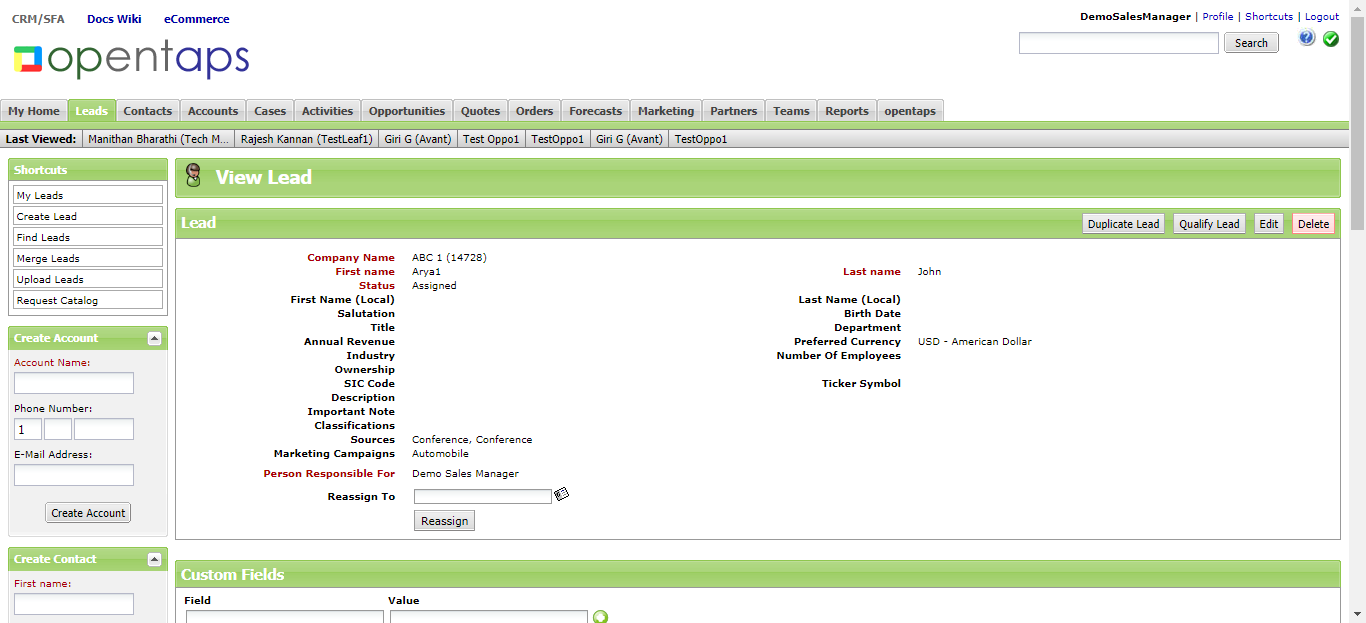 CRM/SFA Docs Wiki eCommerce
DemoSalesManager | Profile | Shortcuts | Logout
opentaps
Search
My Home Leads Contacts Accounts Cases Activities Opportunities Quotes Orders Forecasts Marketing Partners Teams Reports opentaps
Last Viewed: Manithan Bharathi (Tech M... Rajesh Kannan (TestLeaf1) Giri G (Avant) Test Oppo1 TestOppo1 Giri G (Avant) TestOppo1
Shortcuts
My Leads
Create Lead
Find Leads
Merge Leads
Upload Leads
Request Catalog
Create Account
Account Name:
Phone Number:
1
E-Mail Address:
Create Account
Create Contact
First name:
View Lead
Lead
Duplicate Lead Qualify Lead Edit Delete
Company Name ABC 1 (14728)
First name Arya1 Last name John
Status Assigned
First Name (Local) Last Name (Local)
Salutation Birth Date
Title Department
Annual Revenue Preferred Currency USD - American Dollar
Industry Number Of Employees
Ownership
SIC Code Ticker Symbol
Description
Important Note
Classifications
Sources Conference, Conference
Marketing Campaigns Automobile
Person Responsible For Demo Sales Manager
Reassign To
Reassign
Custom Fields
Field Value